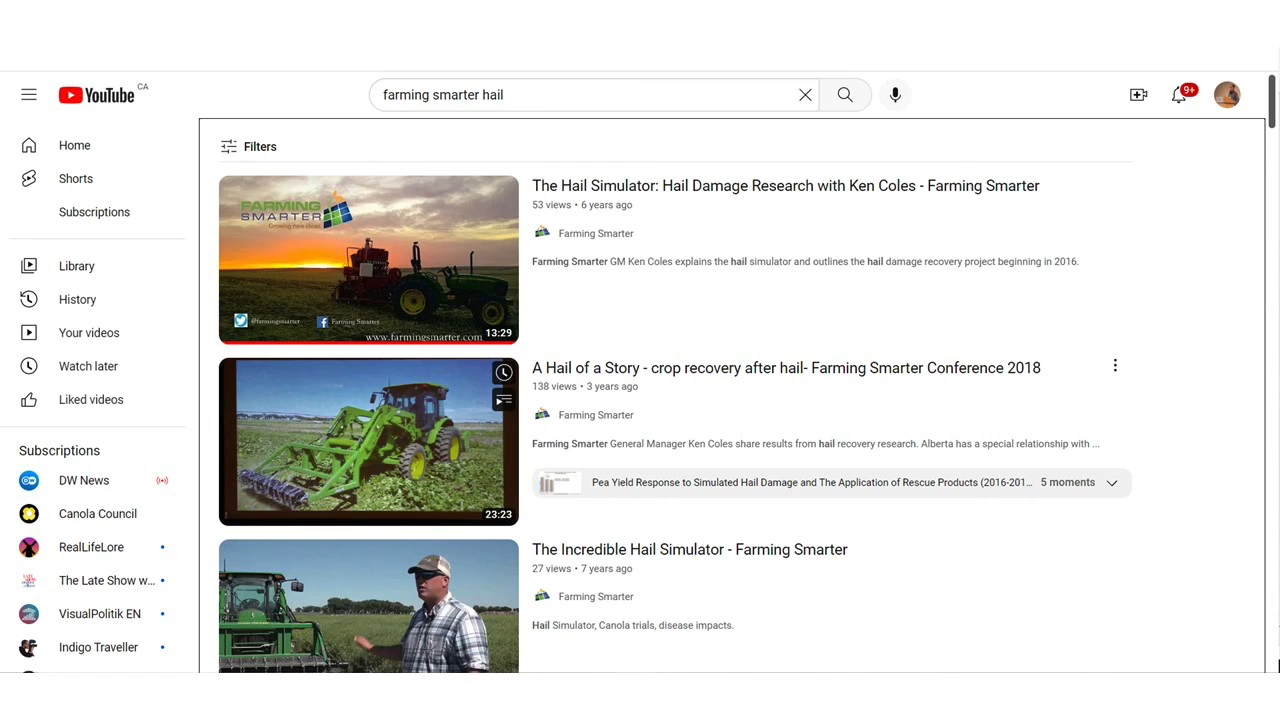 YouTube CA
farming smarter hail
9+
Home
Shorts
Subscriptions
Library
History
Your videos
Watch later
Liked videos
Subscriptions
DW News
Canola Council
RealLifeLore
The Late Show w...
VisualPolitik EN
Indigo Traveller
Filters
FARMING
SMARTER
Growing new ideas
@farmingsmarter
Farming Smarter
www.farmingsmarter.com
13:29
The Hail Simulator: Hail Damage Research with Ken Coles - Farming Smarter
53 views • 6 years ago
Farming Smarter
Farming Smarter GM Ken Coles explains the hail simulator and outlines the hail damage recovery project beginning in 2016.
23:23
A Hail of a Story - crop recovery after hail- Farming Smarter Conference 2018
138 views • 3 years ago
Farming Smarter
Farming Smarter General Manager Ken Coles share results from hail recovery research. Alberta has a special relationship with ...
Pea Yield Response to Simulated Hail Damage and The Application of Rescue Products (2016-201... 5 moments
The Incredible Hail Simulator - Farming Smarter
27 views • 7 years ago
Farming Smarter
Hail Simulator, Canola trials, disease impacts.